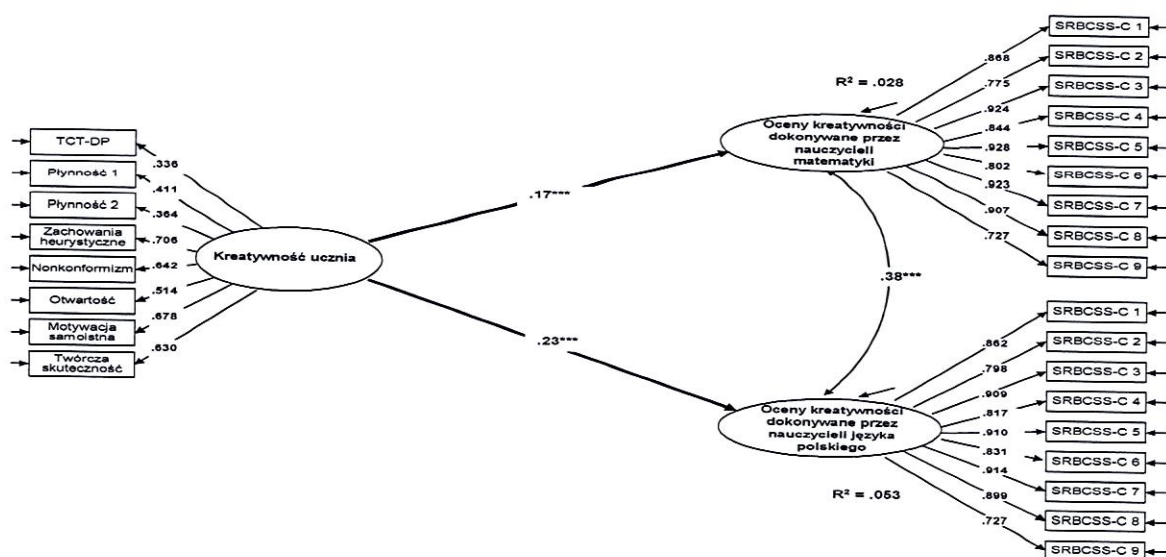 TCT-DP
Płynność 1
Płynność 2
Zachowania
heurystyczne
Nonkonformizm
Otwartość
Motywacja
samoistna
Twórcza
skuteczność
.336
.411
.364
.706
.642
.514
.678
.630
Kreatywność ucznia
.17***
.23***
.38***
R² = .028
Oceny kreatywności
dokonywane przez
nauczycieli
matematyki
.868
.775
.924
.844
.928
.802
.923
.907
.727
SRBCSS-C 1
SRBCSS-C 2
SRBCSS-C 3
SRBCSS-C 4
SRBCSS-C 5
SRBCSS-C 6
SRBCSS-C 7
SRBCSS-C 8
SRBCSS-C 9
Oceny kreatywności
dokonywane przez
nauczycieli języka
polskiego
R² = .053
.862
.798
.909
.817
.910
.831
.914
.899
.727
SRBCSS-C 1
SRBCSS-C 2
SRBCSS-C 3
SRBCSS-C 4
SRBCSS-C 5
SRBCSS-C 6
SRBCSS-C 7
SRBCSS-C 8
SRBCSS-C 9